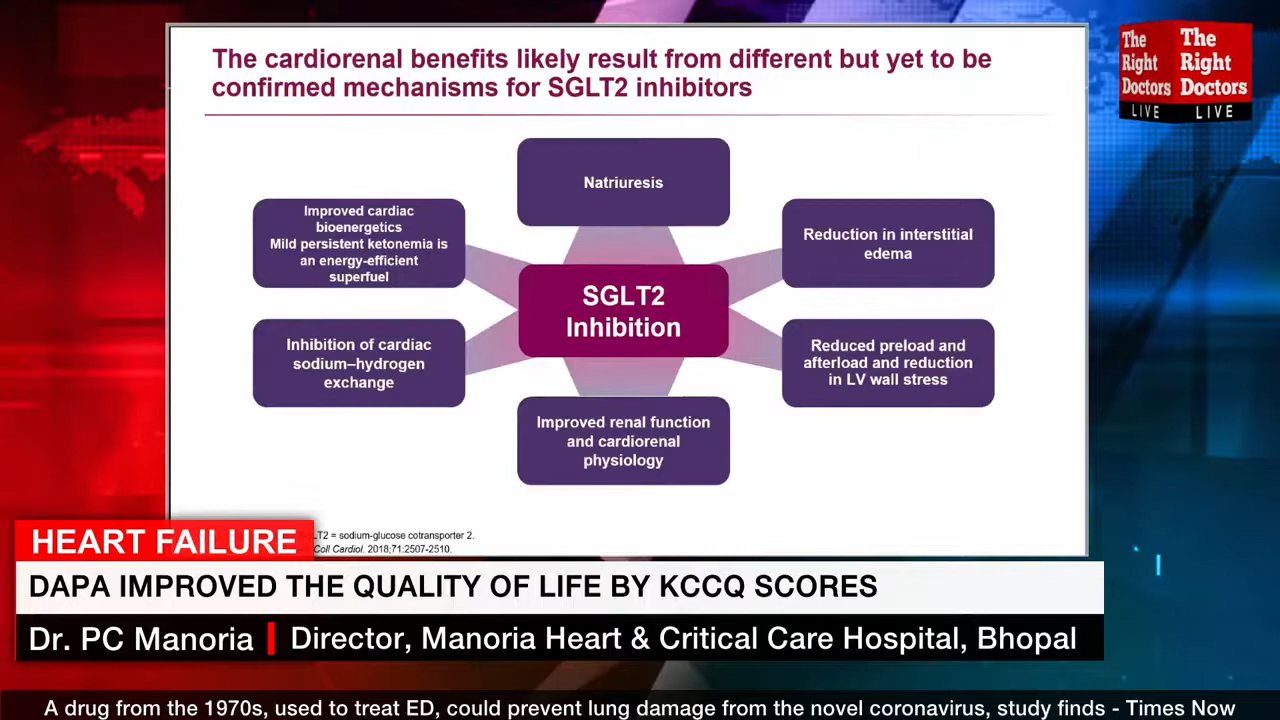 The cardiorenal benefits likely result from different but yet to be
confirmed mechanisms for SGLT2 inhibitors
The
Right
Doctors
LIVE
The
Right
Doctors
LIVE
Natriuresis
Improved cardiac
bioenergetics
Mild persistent ketonemia is
an energy-efficient
superfuel
Reduction in interstitial
edema
SGLT2
Inhibition
Inhibition of cardiac
sodium–hydrogen
exchange
Reduced preload and
afterload and reduction
in LV wall stress
Improved renal function
and cardiorenal
physiology
= sodium-glucose cotransporter 2.
Coll Cardiol. 2018;71:2507-2510.
HEART FAILURE
DAPA IMPROVED THE QUALITY OF LIFE BY KCCQ SCORES
Dr. PC Manoria
Director, Manoria Heart & Critical Care Hospital, Bhopal
A drug from the 1970s, used to treat ED, could prevent lung damage from the novel coronavirus, study finds - Times Now